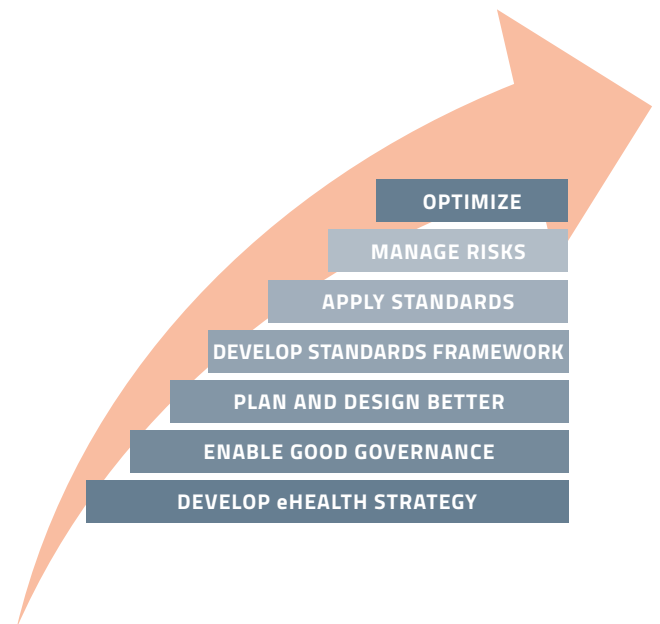 OPTIMIZE
MANAGE RISKS
APPLY STANDARDS
DEVELOP STANDARDS FRAMEWORK
PLAN AND DESIGN BETTER
ENABLE GOOD GOVERNANCE
DEVELOP eHEALTH STRATEGY